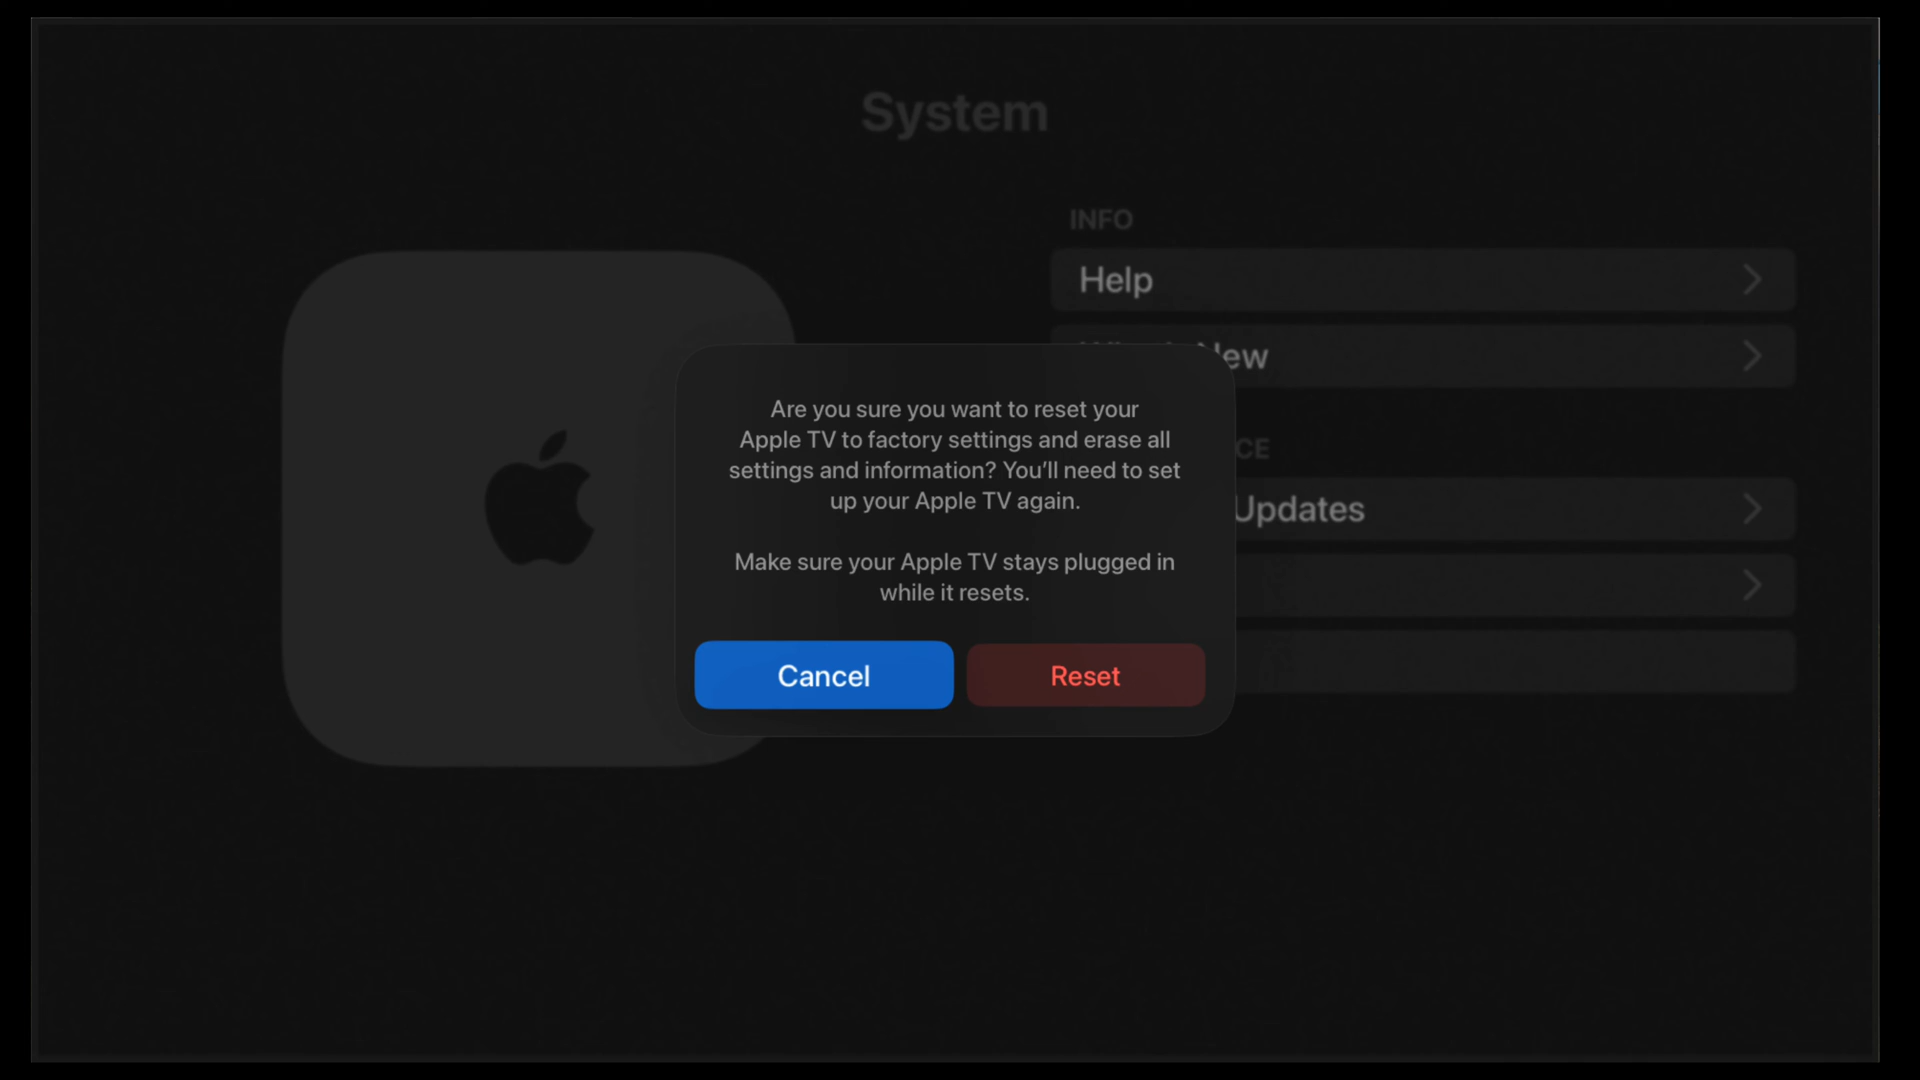 System
INFO
Help
New
Are you sure you want to reset your
Apple TV to factory settings and erase all
settings and information? You’ll need to set
up your Apple TV again.
Make sure your Apple TV stays plugged in
while it resets.
Updates
Cancel
Reset